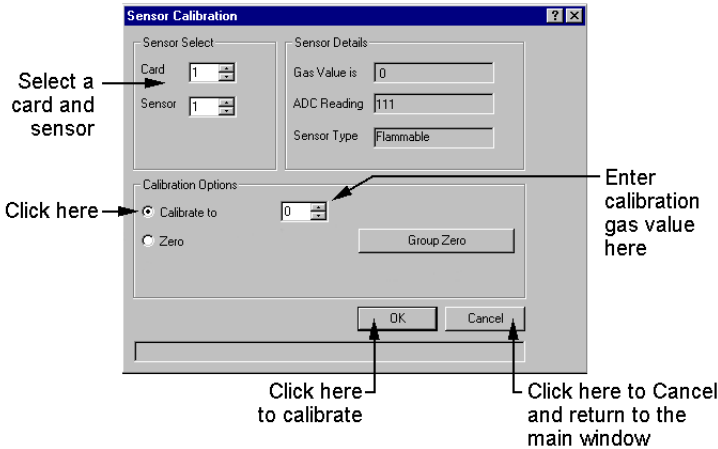 Sensor Calibration
Sensor Select
Card 1
Sensor 1
Sensor Details
Gas Value is 0
ADC Reading 111
Sensor Type Flammable
Select a
card and
sensor
Calibration Options
Click here
Calibrate to 0
Zero
Group Zero
Enter
calibration
gas value
here
OK
Cancel
Click here
to calibrate
Click here to Cancel
and return to the
main window